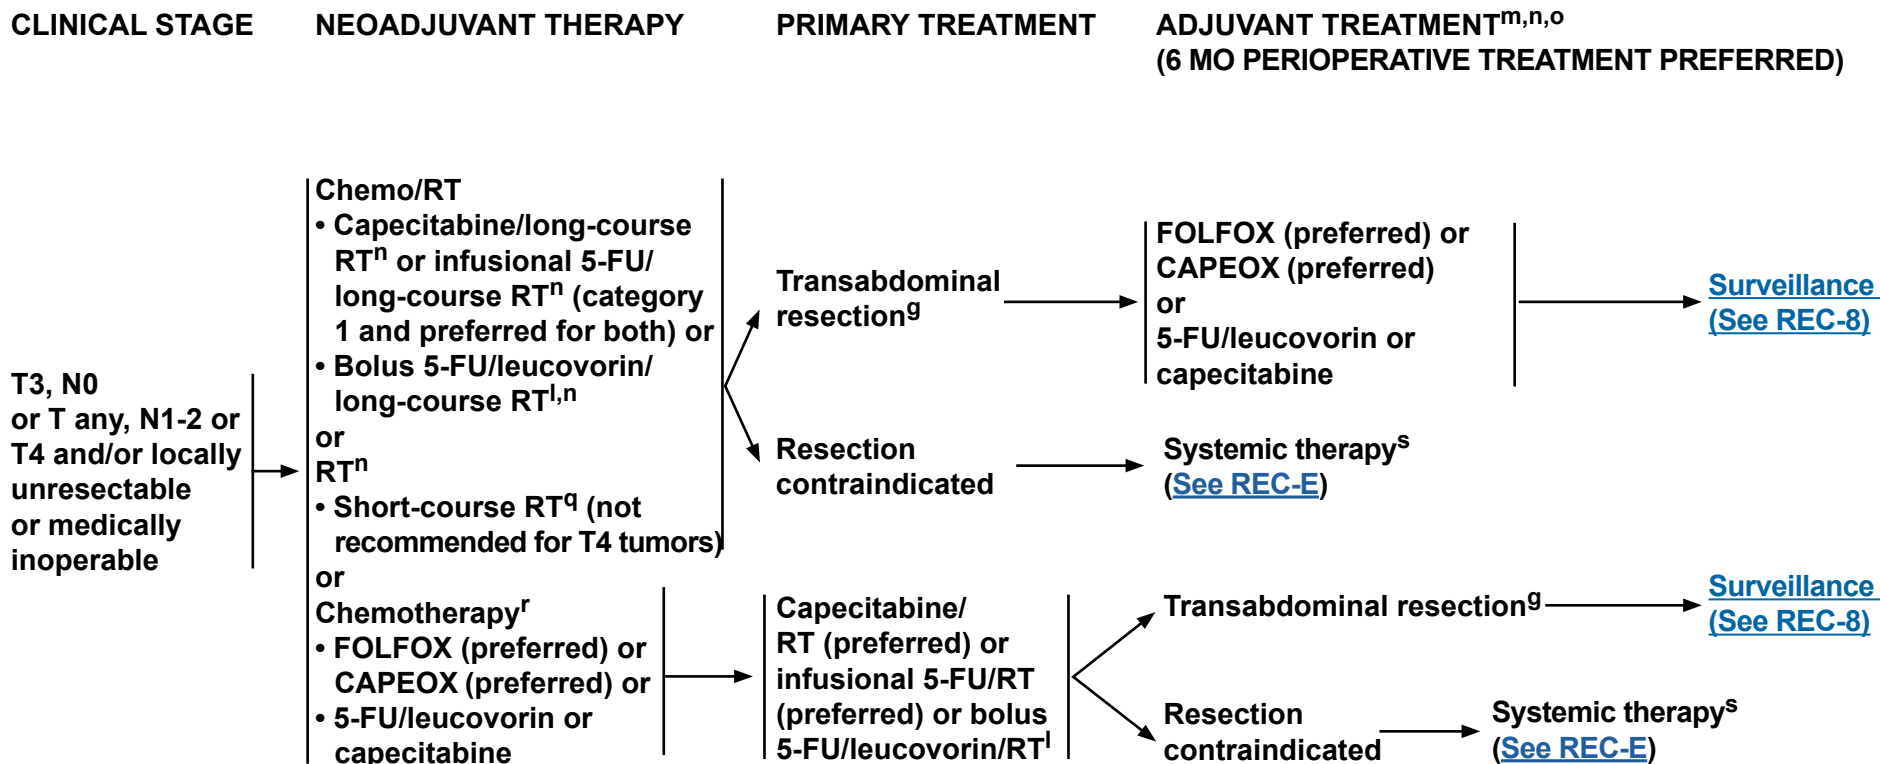 CLINICAL STAGE
NEOADJUVANT THERAPY
PRIMARY TREATMENT
ADJUVANT TREATMENTm,n,o
(6 MO PERIOPERATIVE TREATMENT PREFERRED)
T3, N0
or T any, N1-2 or
T4 and/or locally
unresectable
or medically
inoperable
Chemo/RT
• Capecitabine/long-course
RTn or infusional 5-FU/
long-course RTn (category
1 and preferred for both) or
• Bolus 5-FU/leucovorin/
long-course RTl,n
or
RTn
• Short-course RTq (not
recommended for T4 tumors)
or
Chemotherapyr
• FOLFOX (preferred) or
CAPEOX (preferred) or
• 5-FU/leucovorin or
capecitabine
Transabdominal
resectiong
FOLFOX (preferred) or
CAPEOX (preferred)
or
5-FU/leucovorin or
capecitabine
Surveillance
(See REC-8)
Resection
contraindicated
Systemic therapys
(See REC-E)
Capecitabine/
RT (preferred) or
infusional 5-FU/RT
(preferred) or bolus
5-FU/leucovorin/RTl
Transabdominal resectiong
Surveillance
(See REC-8)
Resection
contraindicated
Systemic therapys
(See REC-E)